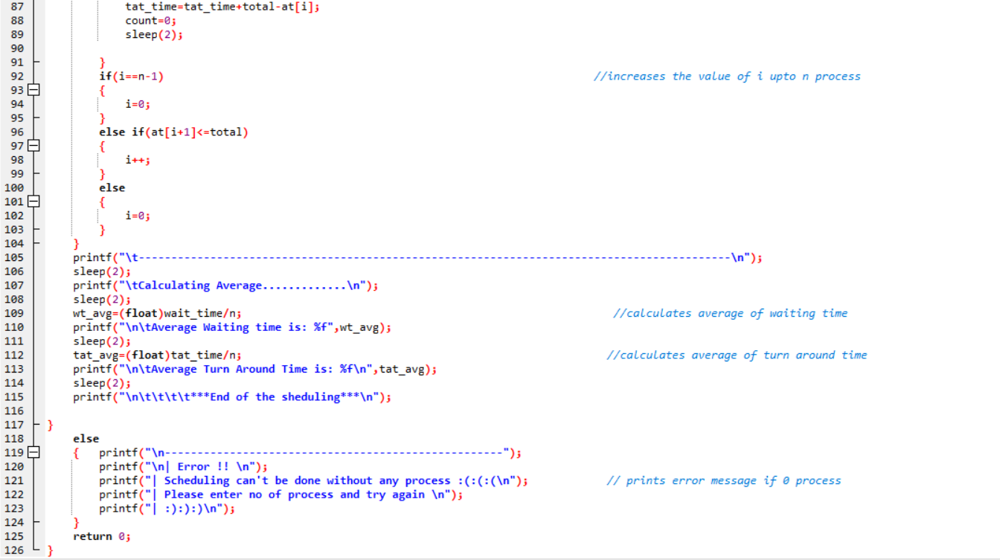 87 tat_time=tat_time+total-at[i];
88 count=0;
89 sleep(2);
90
91 }
92 if(i==n-1) //increases the value of i upto n process
93 {
94 i=0;
95 }
96 else if(at[i+1]<=total)
97 {
98 i++;
99 }
100 else
101 {
102 i=0;
103 }
104 }
105 printf("\t-------------------------------------------------------------------------------------------\n");
106 sleep(2);
107 printf("\tCalculating Average.............\n");
108 sleep(2);
109 wt_avg=(float)wait_time/n; //calculates average of waiting time
110 printf("\n\tAverage Waiting time is: %f",wt_avg);
111 sleep(2);
112 tat_avg=(float)tat_time/n; //calculates average of turn around time
113 printf("\n\tAverage Turn Around Time is: %f\n",tat_avg);
114 sleep(2);
115 printf("\n\t\t\t\t***End of the sheduling***\n");
116
117 }
118 else
119 { printf("\n----------------------------------------------------");
120 printf("\n| Error !! \n");
121 printf("| Scheduling can't be done without any process :(:(:(\n"); // prints error message if 0 process
122 printf("| Please enter no of process and try again \n");
123 printf("| :):):)\n");
124 }
125 return 0;
126 }